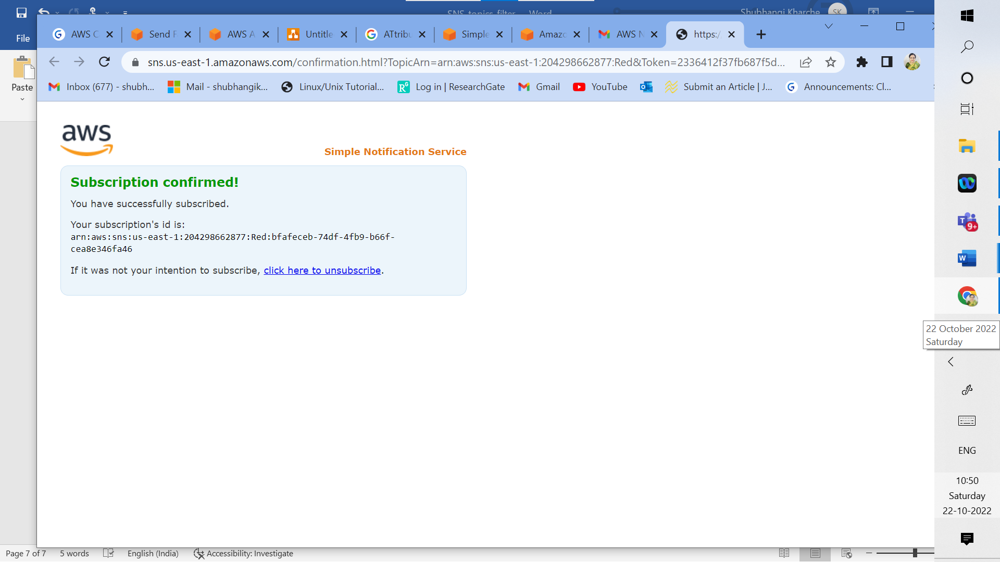 SNS_topics_filter - Word
Shubhangi Kharche
SK
File
AWS C
Send F
AWS A
Untitle
ATtribu
Simple
Amazo
AWS N
https:/
sns.us-east-1.amazonaws.com/confirmation.html?TopicArn=arn:aws:sns:us-east-1:204298662877:Red&Token=2336412f37fb687f5d...
Paste
Inbox (677) - shubh...
Mail - shubhangik...
Linux/Unix Tutorial...
Log in | ResearchGate
Gmail
YouTube
Submit an Article | J...
Announcements: Cl...
aws
Simple Notification Service
Subscription confirmed!
You have successfully subscribed.
Your subscription's id is:
arn:aws:sns:us-east-1:204298662877:Red:bfafeceb-74df-4fb9-b66f-
cea8e346fa46
If it was not your intention to subscribe, click here to unsubscribe.
9+
22 October 2022
Saturday
ENG
10:50
Saturday
22-10-2022
Page 7 of 7
5 words
English (India)
Accessibility: Investigate